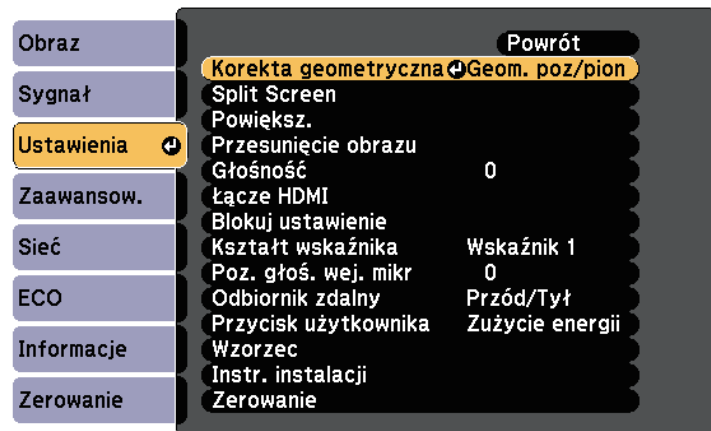 Obraz
Sygnał
Ustawienia
Zaawansow.
Sieć
ECO
Informacje
Zerowanie
Powrót
Korekta geometryczna Geom. poz/pion
Split Screen
Powiększ.
Przesunięcie obrazu
Głośność 0
Łącze HDMI
Blokuj ustawienie
Kształt wskaźnika Wskaźnik 1
Poz. głoś. wej. mikr 0
Odbiornik zdalny Przód/Tył
Przycisk użytkownika Zużycie energii
Wzorzec
Instr. instalacji
Zerowanie